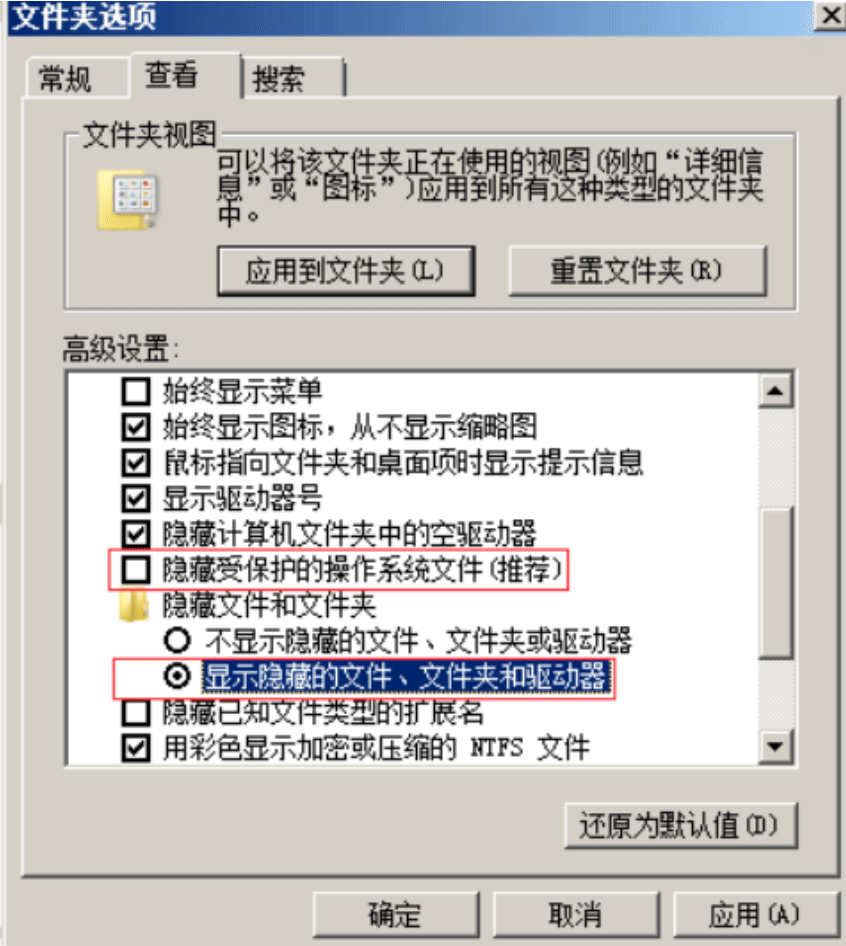 文件夹选项
常规 查看 搜索
文件夹视图
可以将该文件夹正在使用的视图(例如“详细信
息”或“图标”)应用到所有这种类型的文件夹
中。
应用到文件夹(L) 重置文件夹(R)
高级设置:
始终显示菜单
始终显示图标，从不显示缩略图
鼠标指向文件夹和桌面项时显示提示信息
显示驱动器号
隐藏计算机文件夹中的空驱动器
隐藏受保护的操作系统文件(推荐)
隐藏文件和文件夹
不显示隐藏的文件、文件夹或驱动器
显示隐藏的文件、文件夹和驱动器
隐藏已知文件类型的扩展名
用彩色显示加密或压缩的 NTFS 文件
还原为默认值(D)
确定 取消 应用(A)